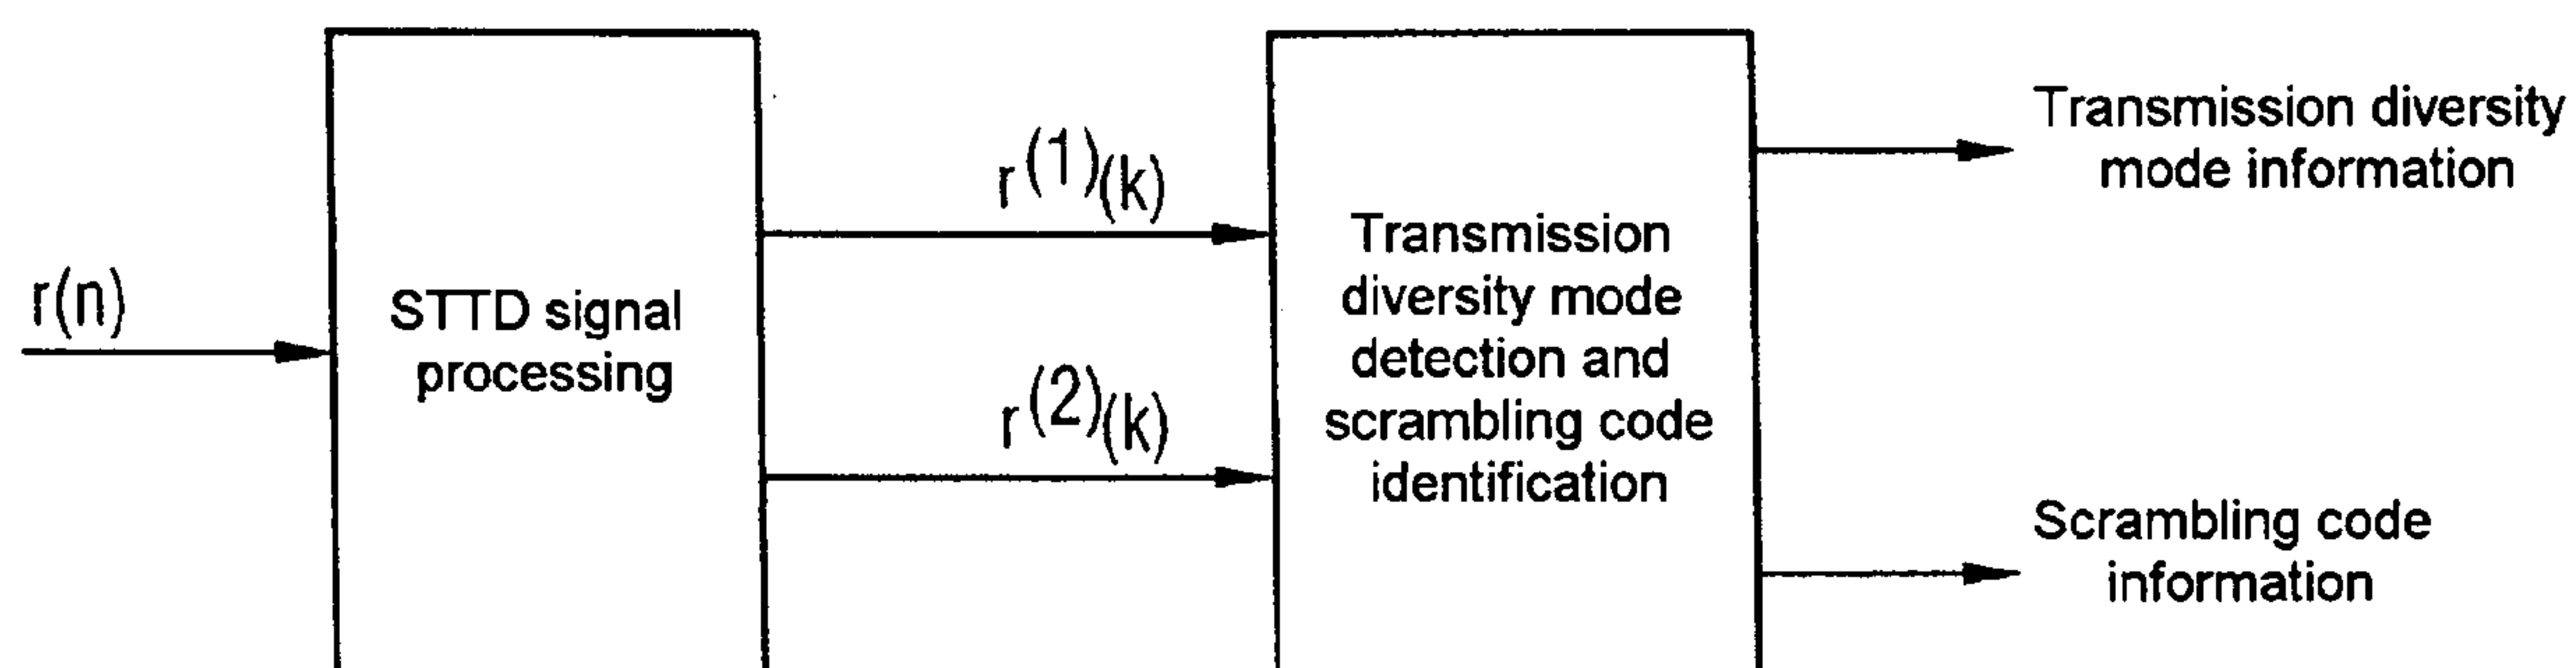 r(n)
STTD signal
processing
r(1)(k)
r(2)(k)
Transmission
diversity mode
detection and
scrambling code
identification
Transmission diversity
mode information
Scrambling code
information